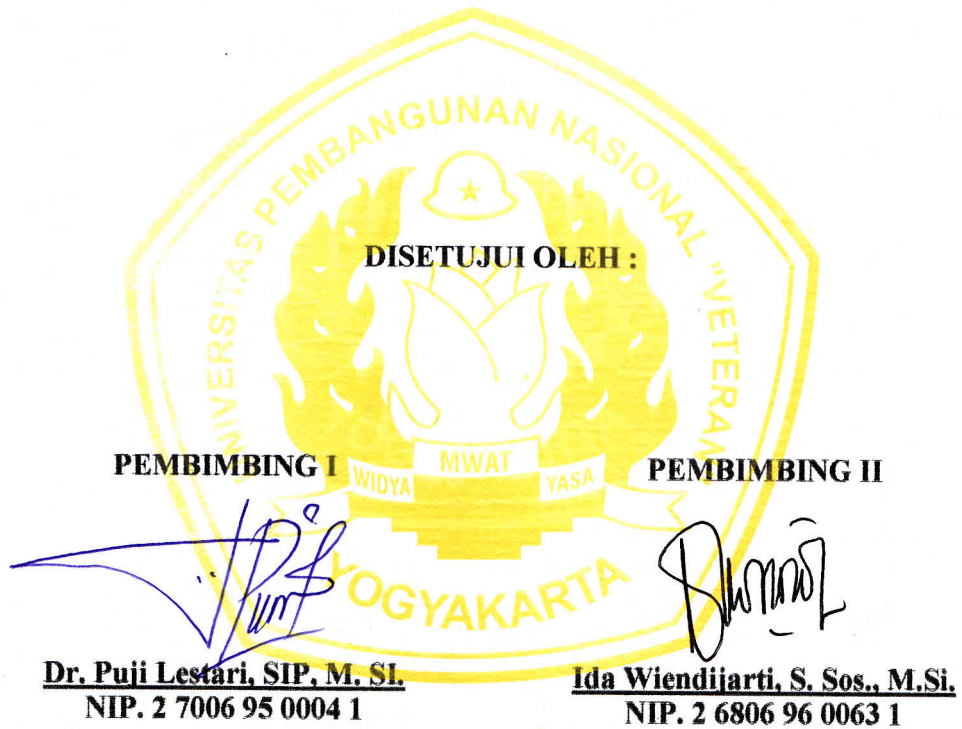 UNIVERSITAS PEMBANGUNAN NASIONAL "VETERAN"
DISETUJUI OLEH :
PEMBIMBING I
PEMBIMBING II
WIDYA MWAT YASA
YOGYAKARTA
Dr. Puji Lestari, SIP, M. SI.
NIP. 2 7006 95 0004 1
Ida Wiendijarti, S. Sos., M.Si.
NIP. 2 6806 96 0063 1